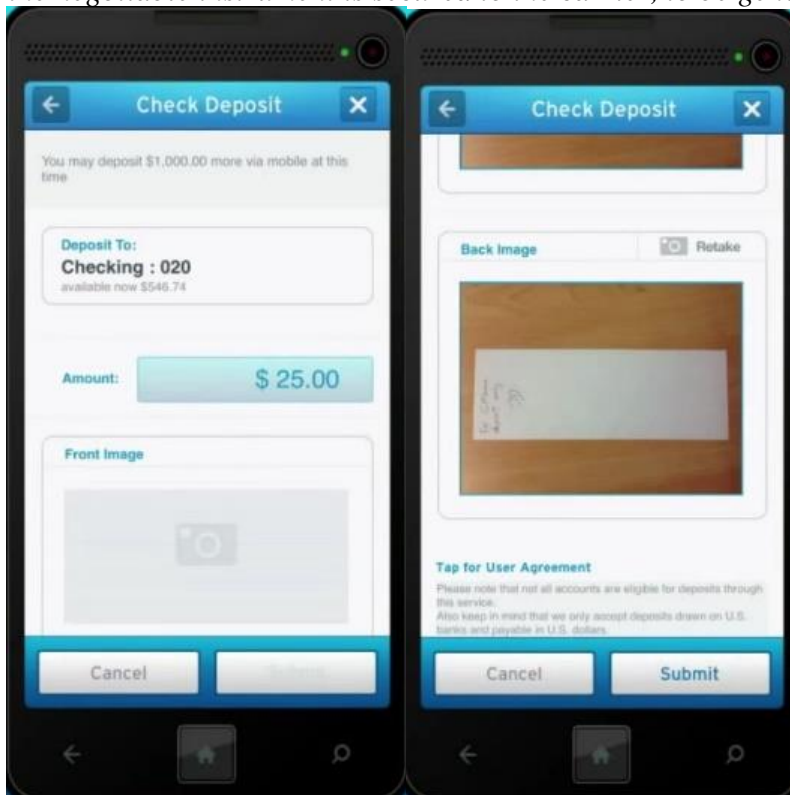 Check Deposit
You may deposit $1,000.00 more via mobile at this
time
Deposit To:
Checking : 020
available now $546.74
Amount:
$ 25.00
Front Image
Cancel
Submit
Check Deposit
Back Image
Retake
Tap for User Agreement
Please note that not all accounts are eligible for deposits through
this service.
Also keep in mind that we only accept deposits drawn on U.S.
banks and payable in U.S. dollars.
Cancel
Submit